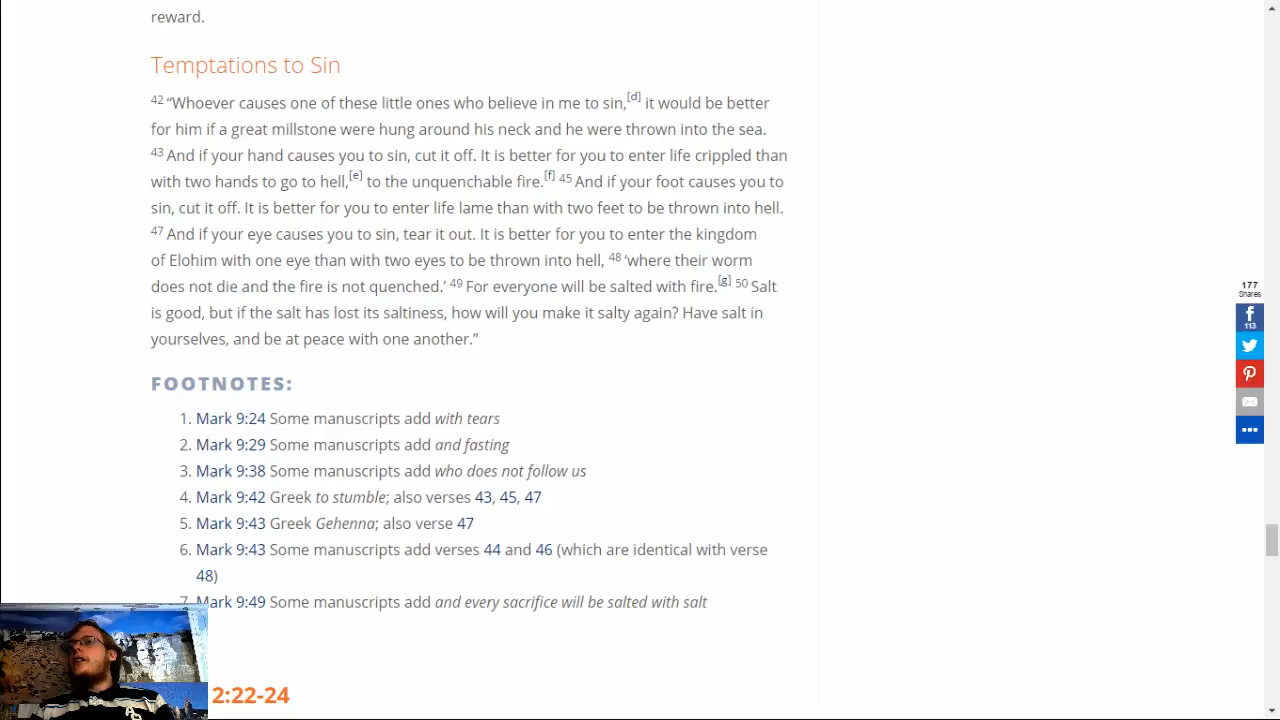 reward.
Temptations to Sin
42 “Whoever causes one of these little ones who believe in me to sin,[d] it would be better
for him if a great millstone were hung around his neck and he were thrown into the sea.
43 And if your hand causes you to sin, cut it off. It is better for you to enter life crippled than
with two hands to go to hell,[e] to the unquenchable fire.[f] 45 And if your foot causes you to
sin, cut it off. It is better for you to enter life lame than with two feet to be thrown into hell.
47 And if your eye causes you to sin, tear it out. It is better for you to enter the kingdom
of Elohim with one eye than with two eyes to be thrown into hell, 48 ‘where their worm
does not die and the fire is not quenched.’ 49 For everyone will be salted with fire.[g] 50 Salt
is good, but if the salt has lost its saltiness, how will you make it salty again? Have salt in
yourselves, and be at peace with one another.”
FOOTNOTES:
1. Mark 9:24 Some manuscripts add with tears
2. Mark 9:29 Some manuscripts add and fasting
3. Mark 9:38 Some manuscripts add who does not follow us
4. Mark 9:42 Greek to stumble; also verses 43, 45, 47
5. Mark 9:43 Greek Gehenna; also verse 47
6. Mark 9:43 Some manuscripts add verses 44 and 46 (which are identical with verse
48)
7. Mark 9:49 Some manuscripts add and every sacrifice will be salted with salt
2:22-24
177
Shares
113